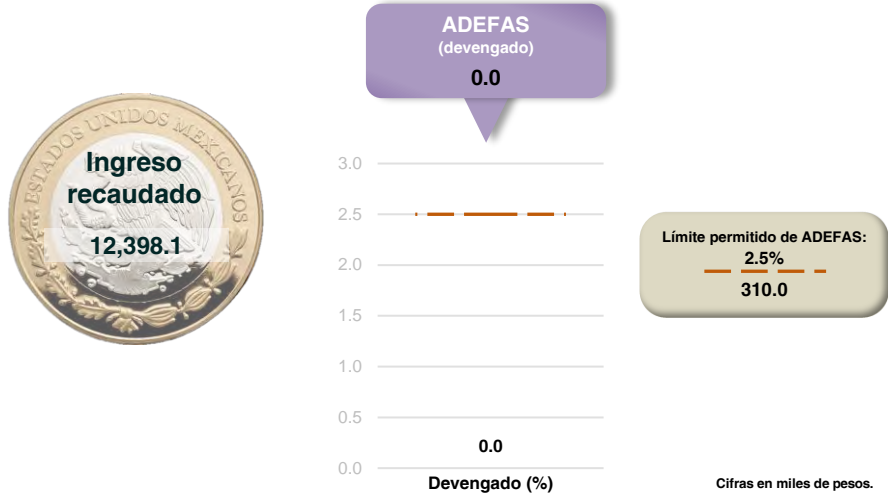 ADEFAS
(devengado)
0.0
ESTADOS UNIDOS MEXICANOS
Ingreso
recaudado
12,398.1
3.0
2.5
2.0
1.5
1.0
0.5
0.0
0.0
Devengado (%)
Límite permitido de ADEFAS:
2.5%
310.0
Cifras en miles de pesos.